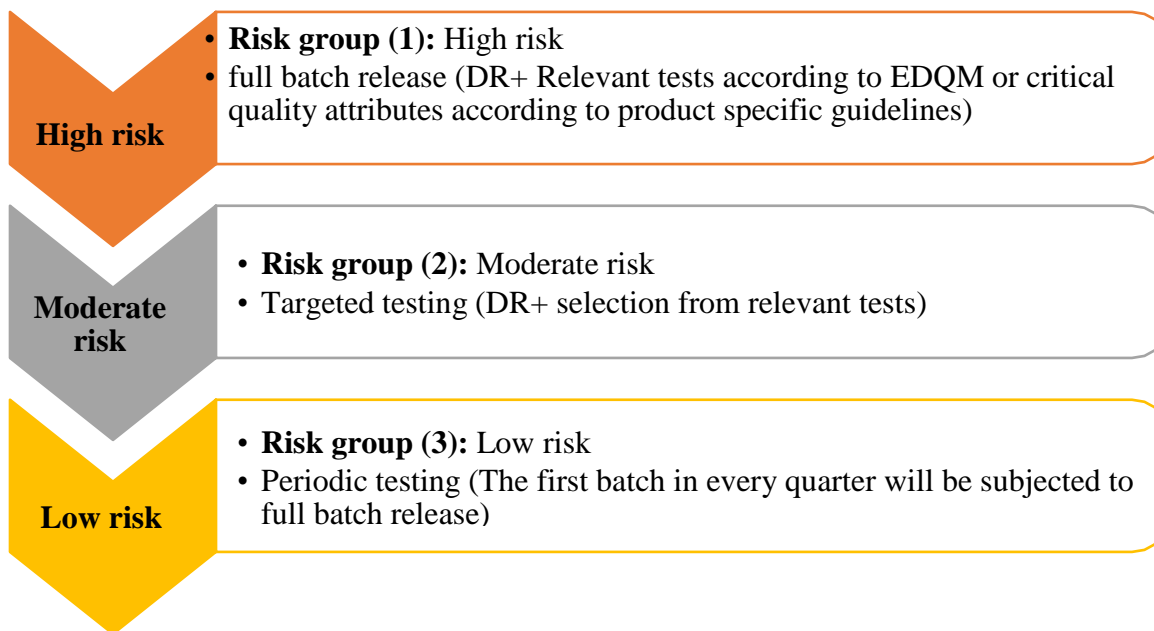 High risk
• Risk group (1): High risk
• full batch release (DR+ Relevant tests according to EDQM or critical
quality attributes according to product specific guidelines)
Moderate
risk
• Risk group (2): Moderate risk
• Targeted testing (DR+ selection from relevant tests)
Low risk
• Risk group (3): Low risk
• Periodic testing (The first batch in every quarter will be subjected to
full batch release)